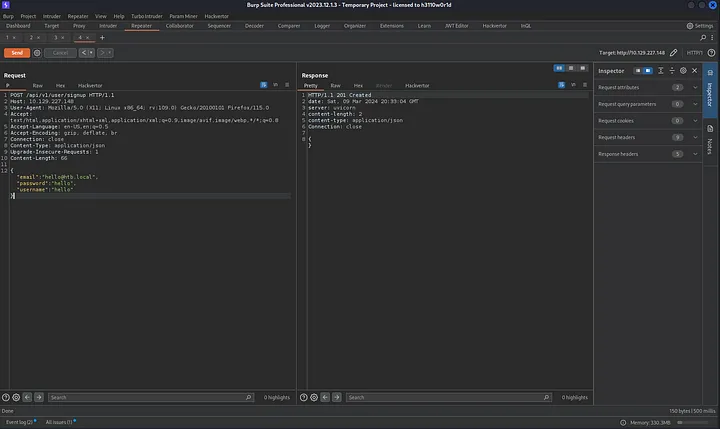 Burp Suite Professional v2023.12.1.3 - Temporary Project - licensed to h3110w0r1d
Burp Project Intruder Repeater View Help Turbo Intruder Param Miner Hackvertor
Dashboard Target Proxy Intruder Repeater Collaborator Sequencer Decoder Comparer Logger Organizer Extensions Learn JWT Editor Hackvertor InQL Settings
1 × 2 × 3 × 4 × +
Send Cancel < > Target: http://10.129.227.148 HTTP/1
Request
P Raw Hex Hackvertor
1 POST /api/v1/user/signup HTTP/1.1
2 Host: 10.129.227.148
3 User-Agent: Mozilla/5.0 (X11; Linux x86_64; rv:109.0) Gecko/20100101 Firefox/115.0
4 Accept:
text/html,application/xhtml+xml,application/xml;q=0.9,image/avif,image/webp,*/*;q=0.8
5 Accept-Language: en-US,en;q=0.5
6 Accept-Encoding: gzip, deflate, br
7 Connection: close
8 Content-Type: application/json
9 Upgrade-Insecure-Requests: 1
10 Content-Length: 66
11
12 {
"email":"hello@htb.local",
"password":"hello",
"username":"hello"
}
Response
Pretty Raw Hex Render Hackvertor
1 HTTP/1.1 201 Created
2 date: Sat, 09 Mar 2024 20:39:04 GMT
3 server: uvicorn
4 content-length: 2
5 content-type: application/json
6 Connection: close
7
8 {
}
Inspector
Request attributes 2
Request query parameters 0
Request cookies 0
Request headers 9
Response headers 5
Inspector
Notes
Search 0 highlights
Search 0 highlights
Done 150 bytes | 500 millis
Event log (2) All issues (1) Memory: 330.3MB